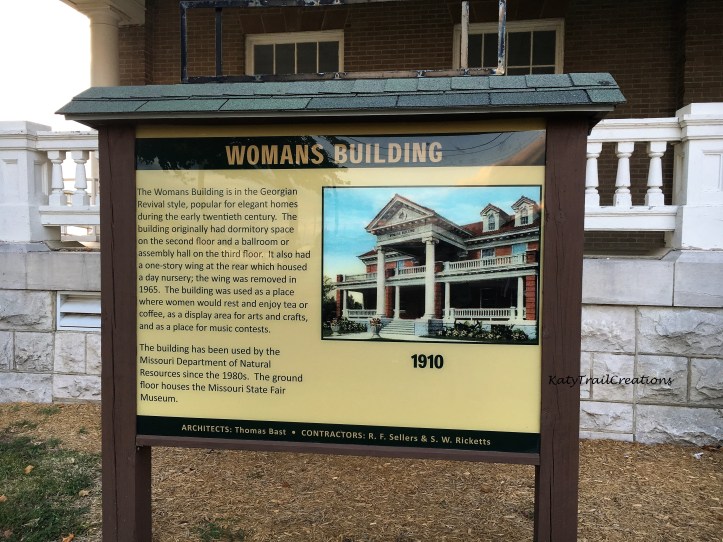 WOMANS BUILDING
The Womans Building is in the Georgian
Revival style, popular for elegant homes
during the early twentieth century.  The
building originally had dormitory space
on the second floor and a ballroom or
assembly hall on the third floor.  It also had
a one-story wing at the rear which housed
a day nursery; the wing was removed in
1965.  The building was used as a place
where women would rest and enjoy tea or
coffee, as a display area for arts and crafts,
and as a place for music contests.
The building has been used by the
Missouri Department of Natural
Resources since the 1980s.  The ground
floor houses the Missouri State Fair
Museum.
1910
KatyTrailCreations
ARCHITECTS: Thomas Bast • CONTRACTORS: R. F. Sellers & S. W. Ricketts